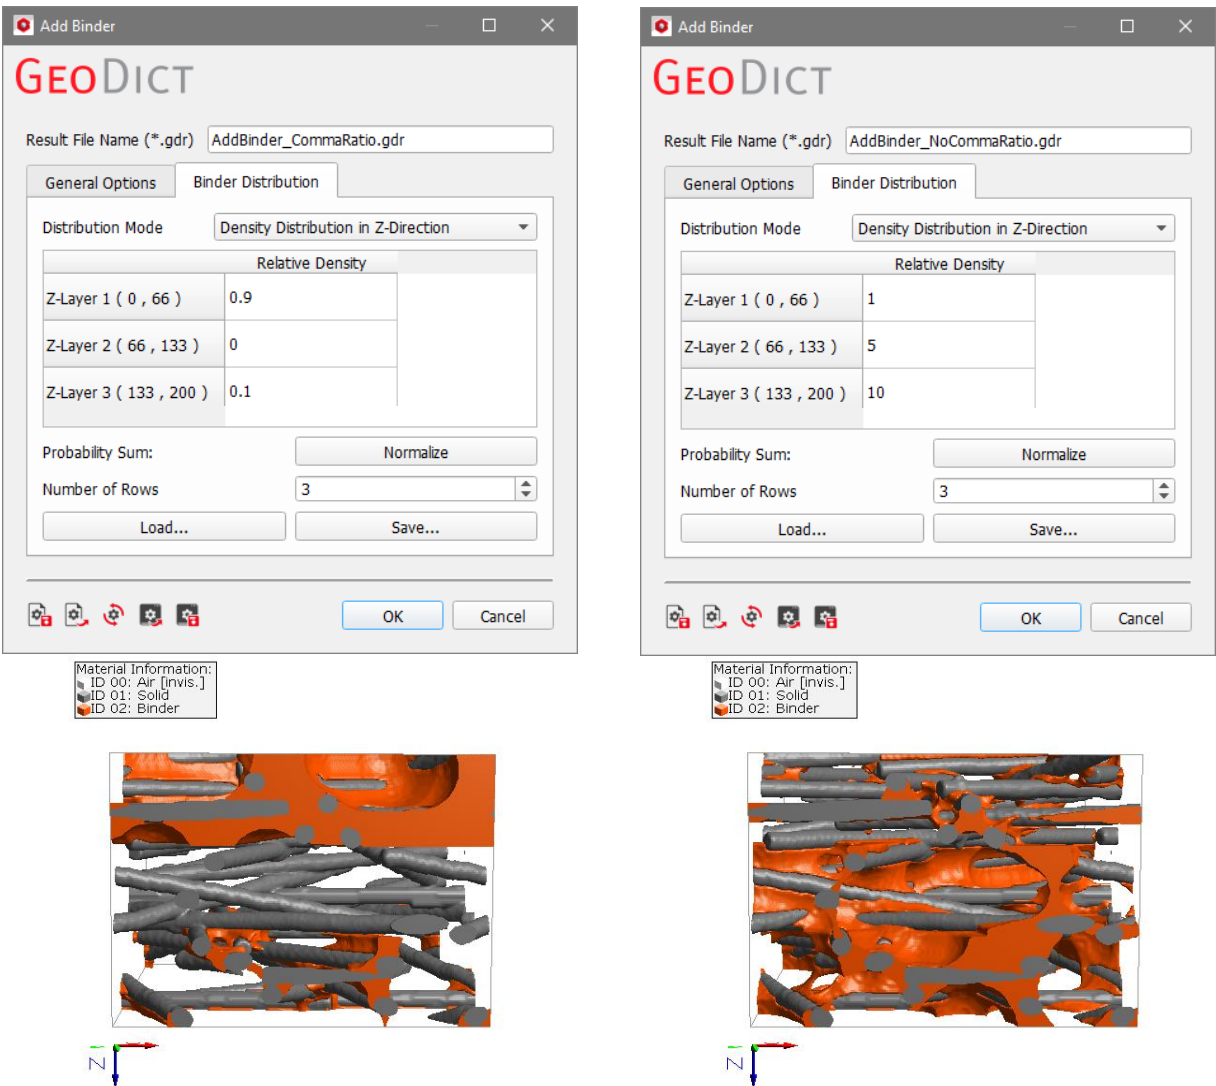 Add Binder
GEODICT
Result File Name (*.gdr) AddBinder_CommaRatio.gdr
General Options Binder Distribution
Distribution Mode Density Distribution in Z-Direction
Relative Density
Z-Layer 1 ( 0 , 66 ) 0.9
Z-Layer 2 ( 66 , 133 ) 0
Z-Layer 3 ( 133 , 200 ) 0.1
Probability Sum: Normalize
Number of Rows 3
Load... Save...
OK Cancel
Material Information:
ID 00: Air [invis.]
ID 01: Solid
ID 02: Binder
Z
Add Binder
GEODICT
Result File Name (*.gdr) AddBinder_NoCommaRatio.gdr
General Options Binder Distribution
Distribution Mode Density Distribution in Z-Direction
Relative Density
Z-Layer 1 ( 0 , 66 ) 1
Z-Layer 2 ( 66 , 133 ) 5
Z-Layer 3 ( 133 , 200 ) 10
Probability Sum: Normalize
Number of Rows 3
Load... Save...
OK Cancel
Material Information:
ID 00: Air [invis.]
ID 01: Solid
ID 02: Binder
Z